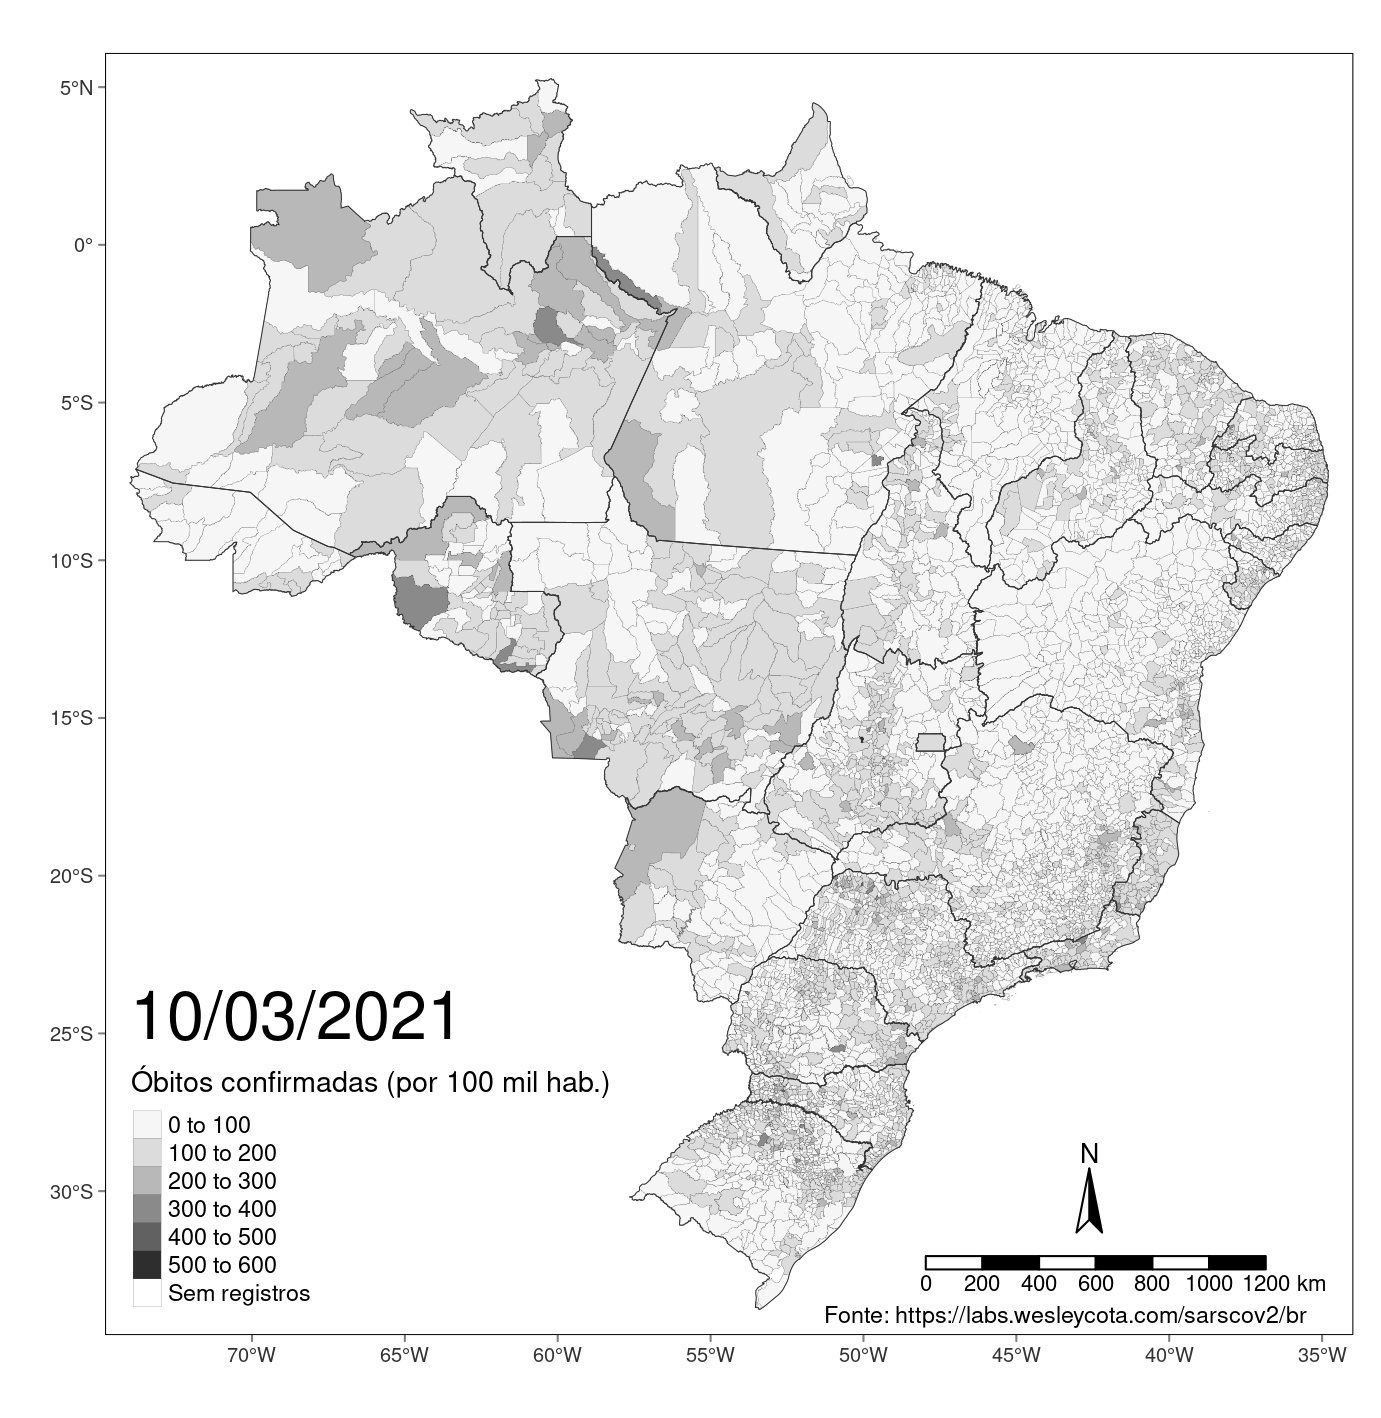 5°N
0°
5°S
10°S
15°S
20°S
25°S
30°S
10/03/2021
Óbitos confirmadas (por 100 mil hab.)
0 to 100
100 to 200
200 to 300
300 to 400
400 to 500
500 to 600
Sem registros
N
0 200 400 600 800 1000 1200 km
Fonte: https://labs.wesleycota.com/sarscov2/br
70°W 65°W 60°W 55°W 50°W 45°W 40°W 35°W